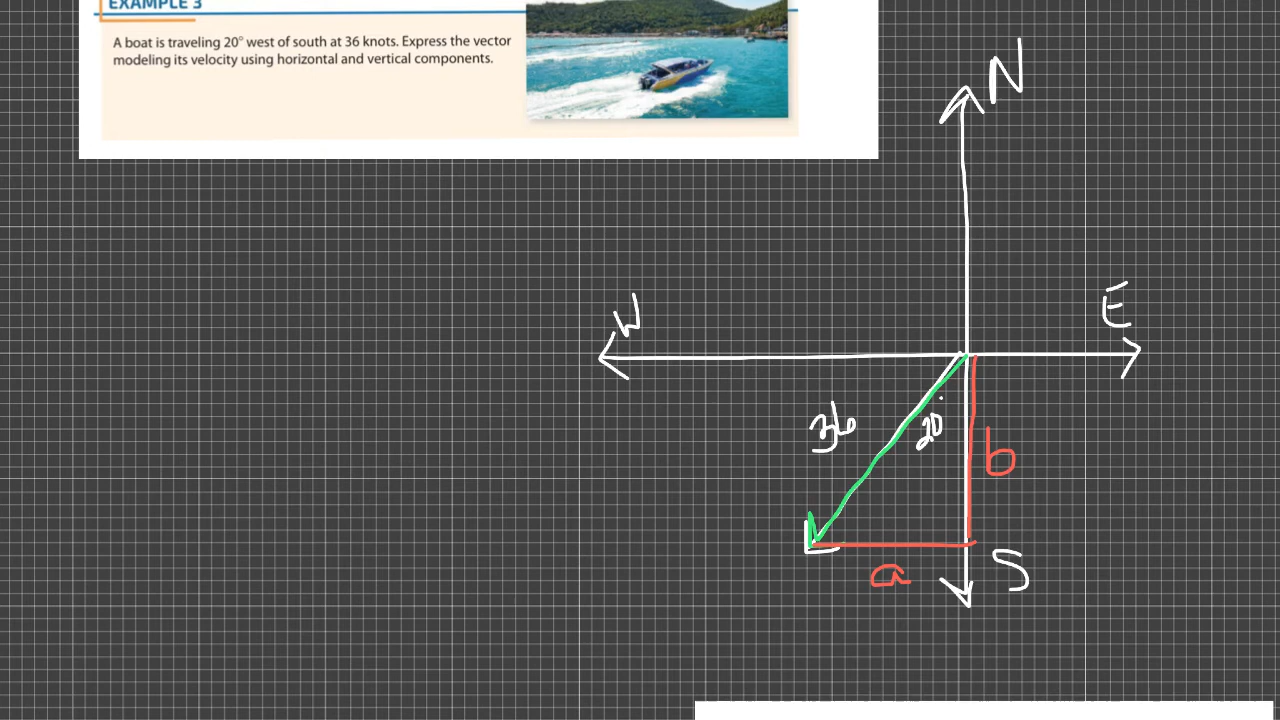 EXAMPLE 3
A boat is traveling 20° west of south at 36 knots. Express the vector
modeling its velocity using horizontal and vertical components.
N
W
E
36
20°
b
a
S